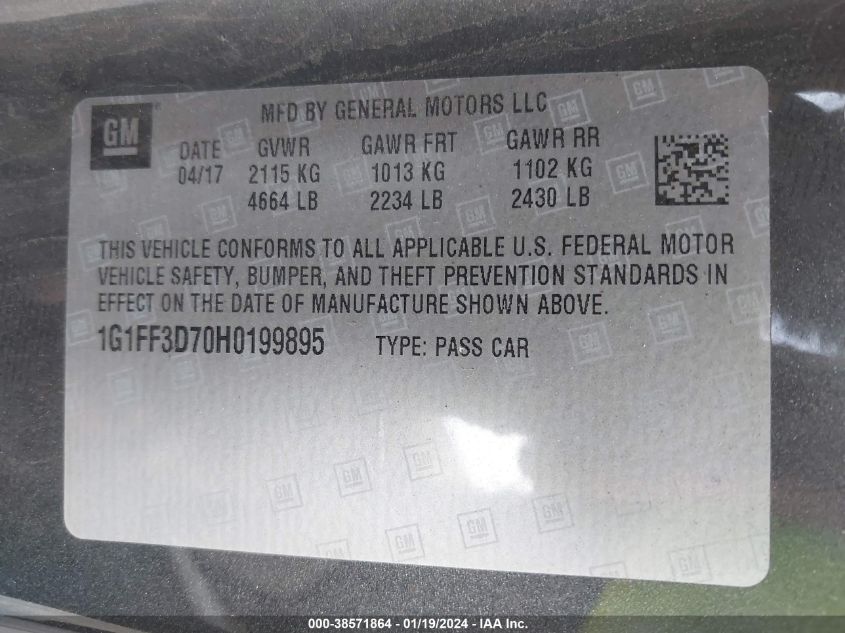 GM
MFD BY GENERAL MOTORS LLC
DATE GVWR GAWR FRT GAWR RR
04/17 2115 KG 1013 KG 1102 KG
4664 LB 2234 LB 2430 LB
THIS VEHICLE CONFORMS TO ALL APPLICABLE U.S. FEDERAL MOTOR
VEHICLE SAFETY, BUMPER, AND THEFT PREVENTION STANDARDS IN
EFFECT ON THE DATE OF MANUFACTURE SHOWN ABOVE.
1G1FF3D70H0199895 TYPE: PASS CAR
000-38571864 / 01/19/2024 / IAA Inc.